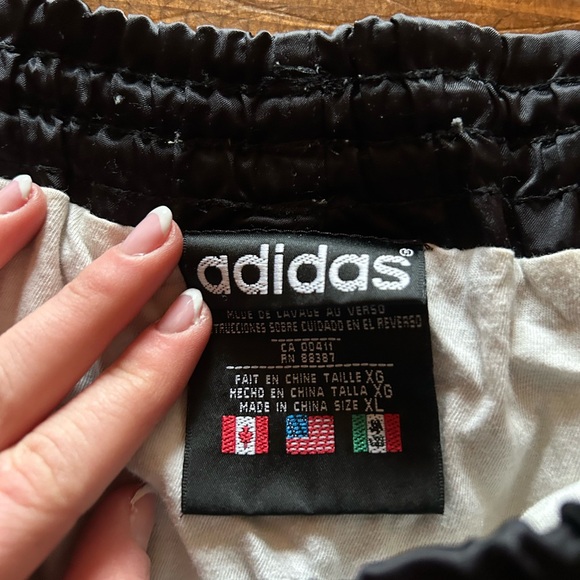 adidas®
MODE DE LAVAGE AU VERSO
TRUCCIONES SOBRE CUIDADO EN EL REVERSO
CA 00411
RN 88387
FAIT EN CHINE TAILLE XG
HECHO EN CHINA TALLA XG
MADE IN CHINA SIZE XL